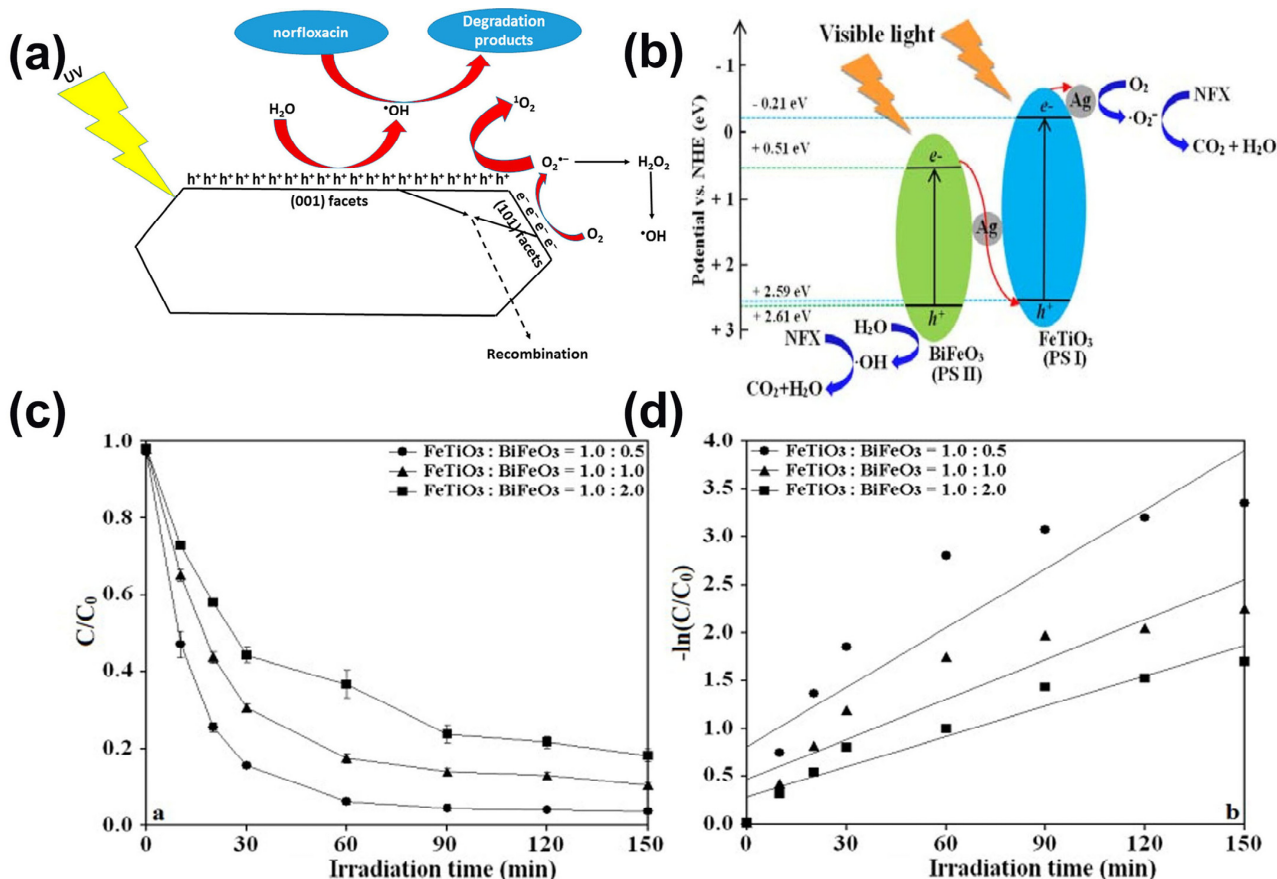 (a)
UV
norfloxacin
Degradation
products
H₂O
•OH
¹O₂
O₂•−
H₂O₂
•OH
h⁺ h⁺ h⁺ h⁺ h⁺ h⁺ h⁺ h⁺ h⁺ h⁺ h⁺ h⁺ h⁺ h⁺ h⁺ h⁺
(001) facets
(101) facets
e⁻ e⁻ e⁻ e⁻ e⁻
O₂
Recombination
(b)
Visible light
Potential vs. NHE (eV)
-1
0
+1
+2
+3
- 0.21 eV
+ 0.51 eV
+ 2.59 eV
+ 2.61 eV
e-
e-
Ag
Ag
O₂
·O₂⁻
NFX
CO₂ + H₂O
h⁺
h⁺
H₂O
·OH
NFX
CO₂+H₂O
BiFeO₃
(PS II)
FeTiO₃
(PS I)
(c)
C/C₀
1.0
0.8
0.6
0.4
0.2
0.0
FeTiO₃ : BiFeO₃ = 1.0 : 0.5
FeTiO₃ : BiFeO₃ = 1.0 : 1.0
FeTiO₃ : BiFeO₃ = 1.0 : 2.0
a
0 30 60 90 120 150
Irradiation time (min)
(d)
-ln(C/C₀)
4.0
3.5
3.0
2.5
2.0
1.5
1.0
0.5
0.0
FeTiO₃ : BiFeO₃ = 1.0 : 0.5
FeTiO₃ : BiFeO₃ = 1.0 : 1.0
FeTiO₃ : BiFeO₃ = 1.0 : 2.0
b
0 30 60 90 120 150
Irradiation time (min)